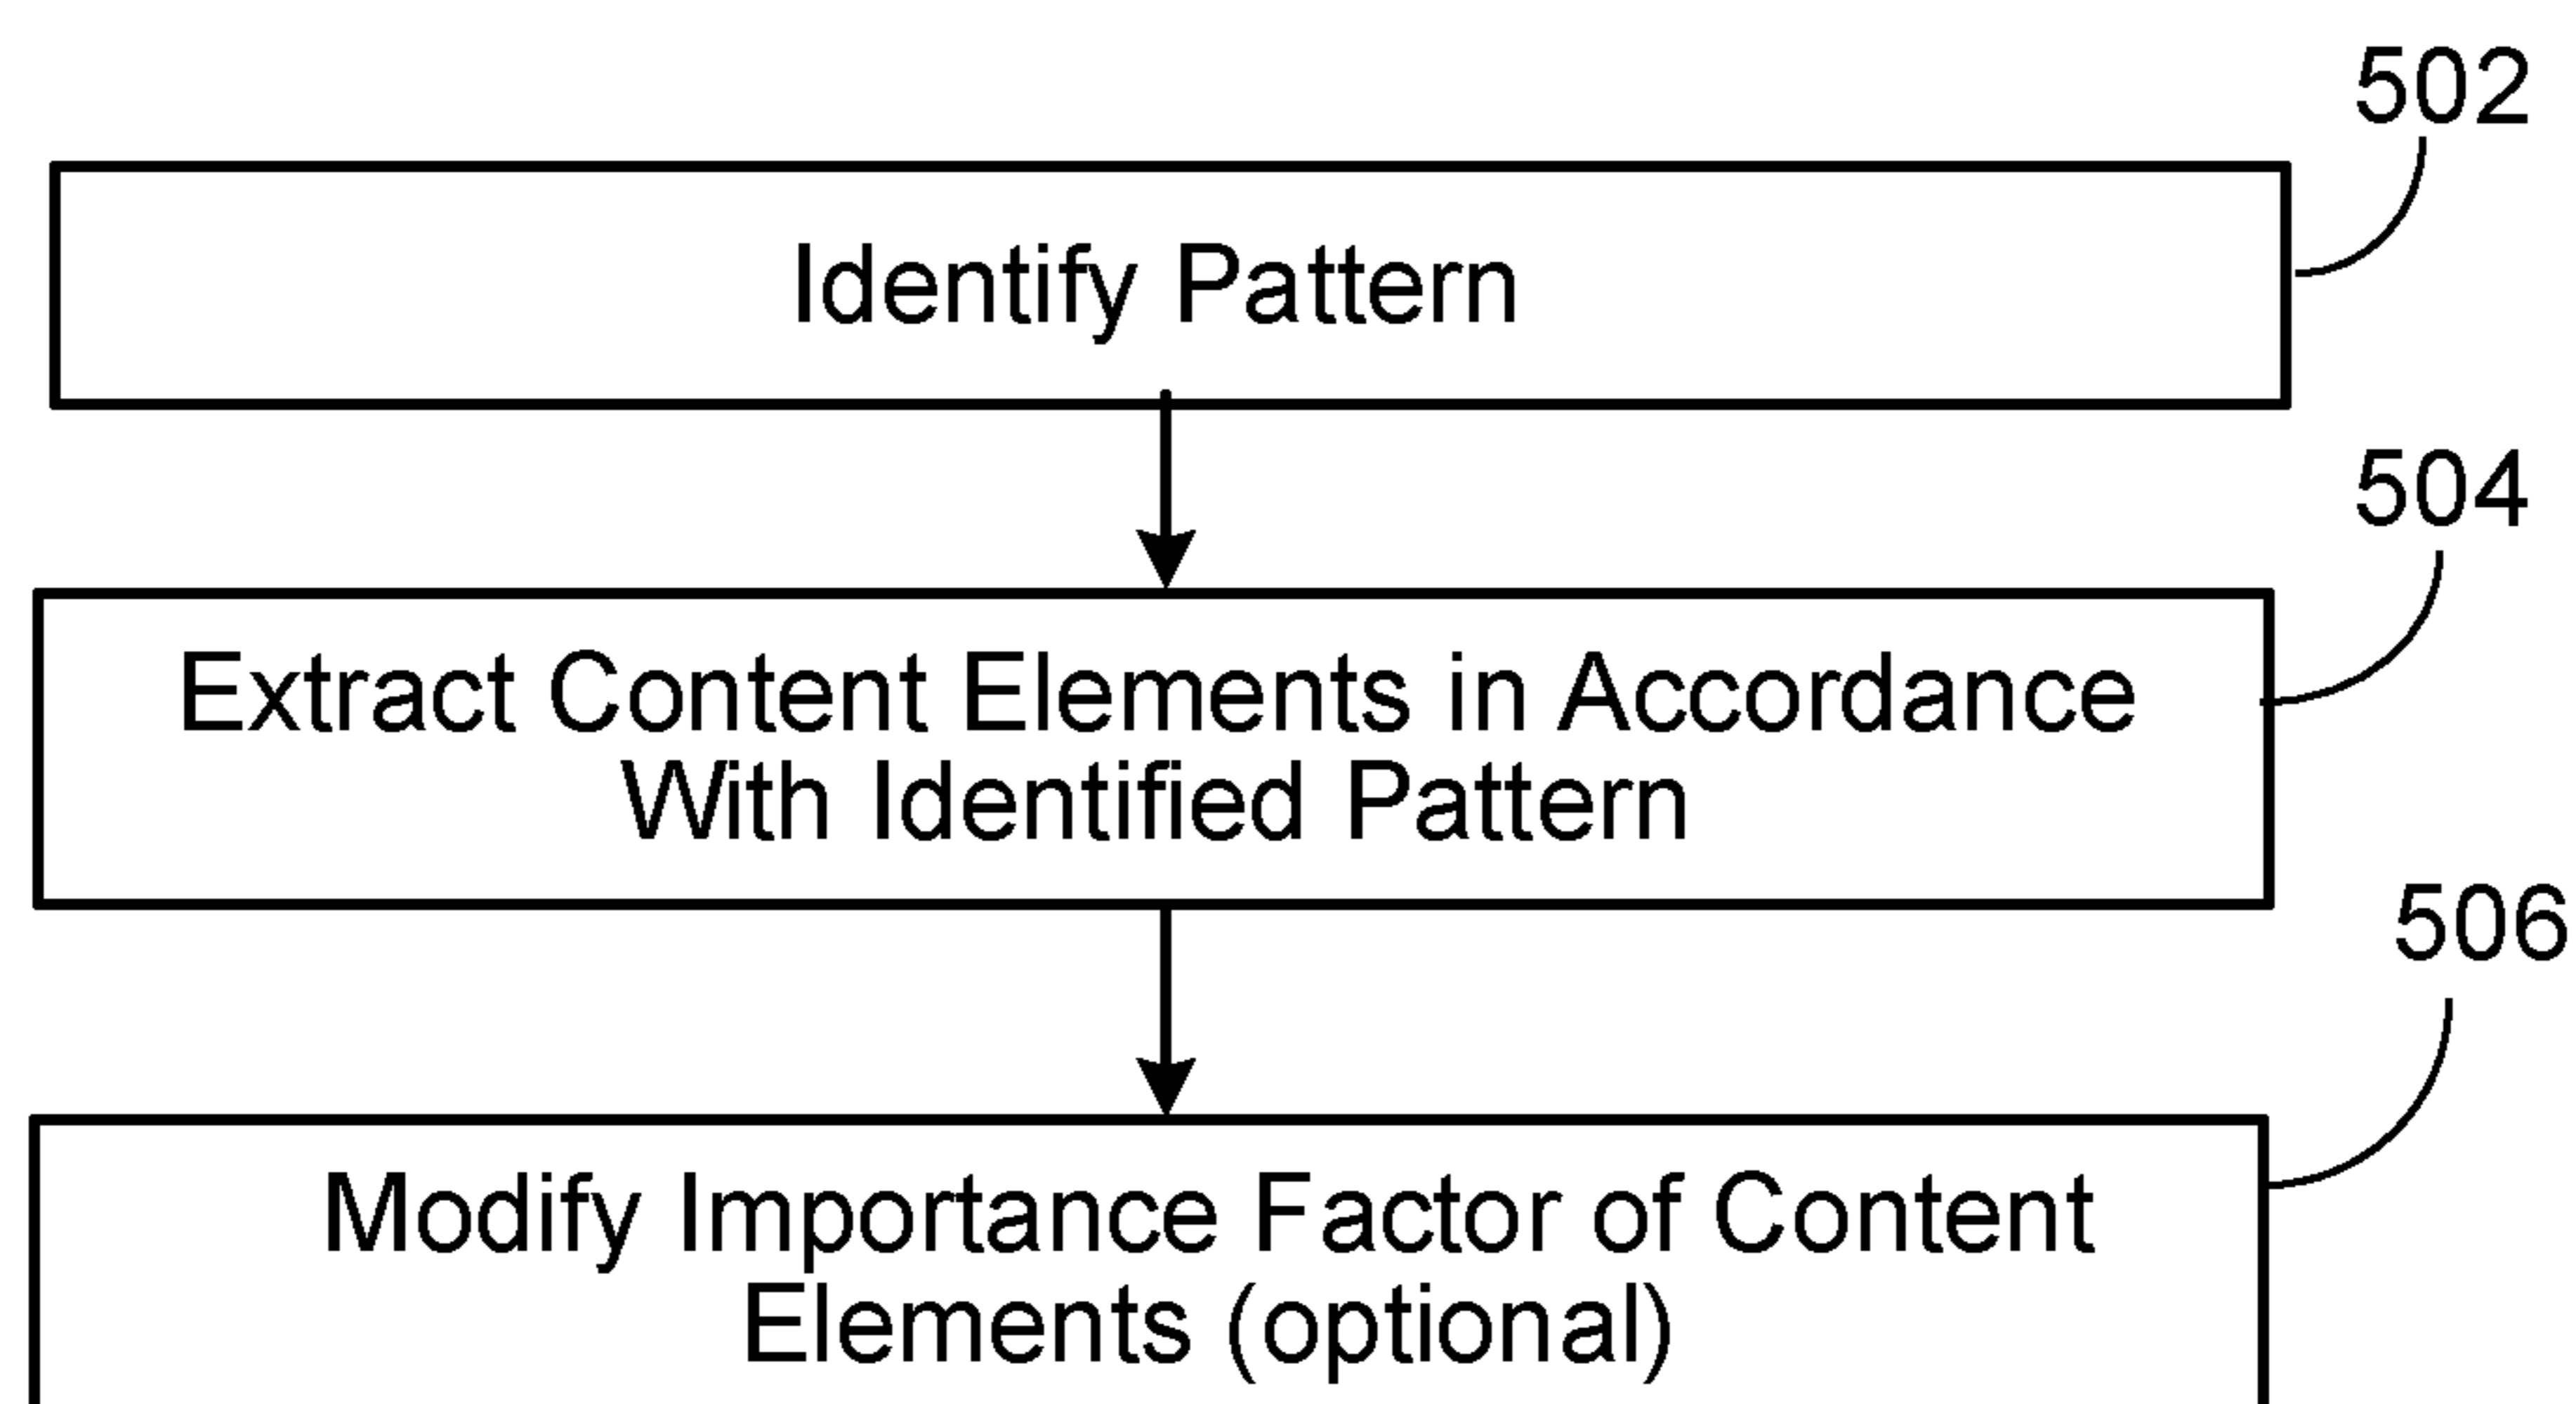 502
Identify Pattern
504
Extract Content Elements in Accordance
With Identified Pattern
506
Modify Importance Factor of Content
Elements (optional)